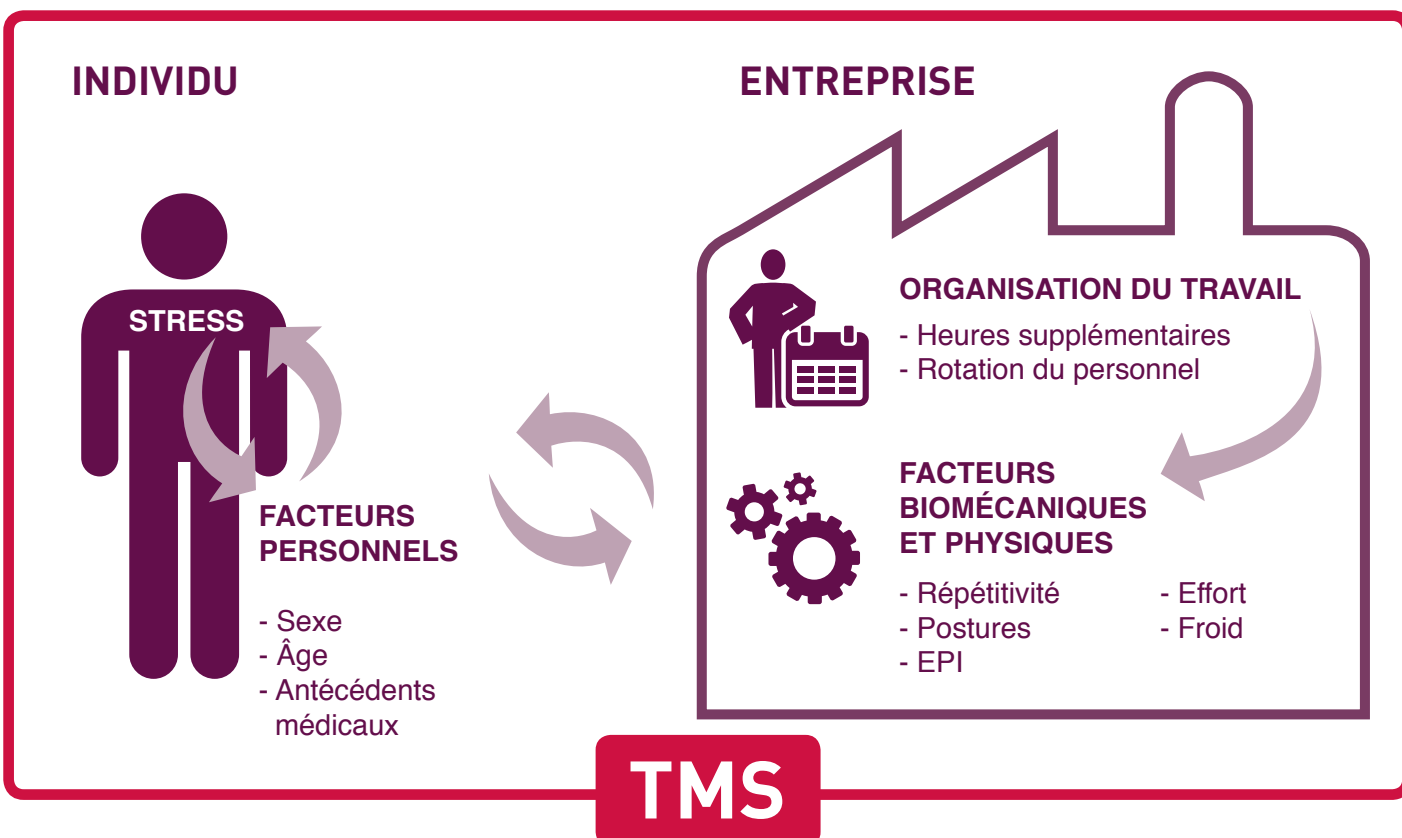 INDIVIDU
STRESS
FACTEURS
PERSONNELS
- Sexe
- Âge
- Antécédents
médicaux
ENTREPRISE
ORGANISATION DU TRAVAIL
- Heures supplémentaires
- Rotation du personnel
FACTEURS
BIOMÉCANIQUES
ET PHYSIQUES
- Répétitivité
- Postures
- EPI
- Effort
- Froid
TMS